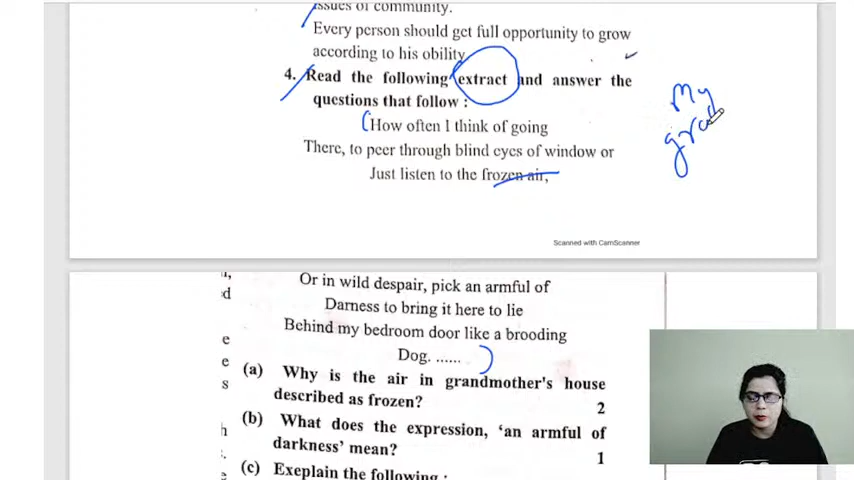 issues of community.
Every person should get full opportunity to grow
according to his obility
4. Read the following extract and answer the
questions that follow :
How often I think of going
There, to peer through blind eyes of window or
Just listen to the frozen air,
My
gra
Scanned with CamScanner
Or in wild despair, pick an armful of
Darness to bring it here to lie
Behind my bedroom door like a brooding
Dog. ......
(a) Why is the air in grandmother's house
described as frozen? 2
(b) What does the expression, 'an armful of
darkness' mean? 1
(c) Exeplain the following :